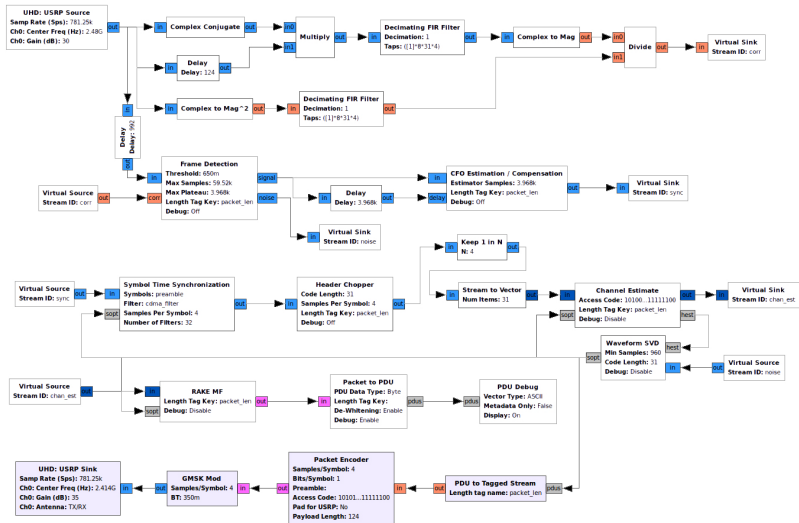 UHD: USRP Source
Samp Rate (Sps): 781.25k
Ch0: Center Freq (Hz): 2.48G
Ch0: Gain (dB): 30
out
in
Complex Conjugate
out
in0
in1
Multiply
out
in
Decimating FIR Filter
Decimation: 1
Taps: ([1]*8*31*4)
out
in
Complex to Mag
out
in0
in1
Divide
out
in
Virtual Sink
Stream ID: corr
in
Delay
Delay: 124
out
in
Complex to Mag^2
out
in
Decimating FIR Filter
Decimation: 1
Taps: ([1]*8*31*4)
out
in
Delay
Delay: 992
out
Virtual Source
Stream ID: corr
out
in
corr
Frame Detection
Threshold: 650m
Max Samples: 59.52k
Max Plateau: 3.968k
Length Tag Key: packet_len
Debug: Off
signal
noise
in
Delay
Delay: 3.968k
out
in
Virtual Sink
Stream ID: noise
in
delay
CFO Estimation / Compensation
Estimator Samples: 3.968k
Length Tag Key: packet_len
Debug: Off
out
in
Virtual Sink
Stream ID: sync
Virtual Source
Stream ID: sync
out
in
sopt
Symbol Time Synchronization
Symbols: preamble
Filter: cdma_filter
Samples Per Symbol: 4
Number of Filters: 32
out
in
Header Chopper
Code Length: 31
Samples Per Symbol: 4
Length Tag Key: packet_len
Debug: Off
out
in
Keep 1 in N
N: 4
out
in
Stream to Vector
Num Items: 31
out
in
sopt
Channel Estimate
Access Code: 10100...11111100
Length Tag Key: packet_len
Debug: Disable
out
hest
in
Virtual Sink
Stream ID: chan_est
sopt
Waveform SVD
Min Samples: 960
Code Length: 31
Debug: Disable
hest
in
out
Virtual Source
Stream ID: noise
Virtual Source
Stream ID: chan_est
out
in
sopt
RAKE MF
Length Tag Key: packet_len
Debug: Disable
out
in
Packet to PDU
PDU Data Type: Byte
Length Tag Key:
De-Whitening: Enable
Debug: Enable
pdus
pdus
PDU Debug
Vector Type: ASCII
Metadata Only: False
Display: On
UHD: USRP Sink
Samp Rate (Sps): 781.25k
Ch0: Center Freq (Hz): 2.414G
Ch0: Gain (dB): 35
Ch0: Antenna: TX/RX
in
out
GMSK Mod
Samples/Symbol: 4
BT: 350m
in
out
Packet Encoder
Samples/Symbol: 4
Bits/Symbol: 1
Preamble:
Access Code: 10101...11111100
Pad for USRP: No
Payload Length: 124
in
out
PDU to Tagged Stream
Length tag name: packet_len
pdus